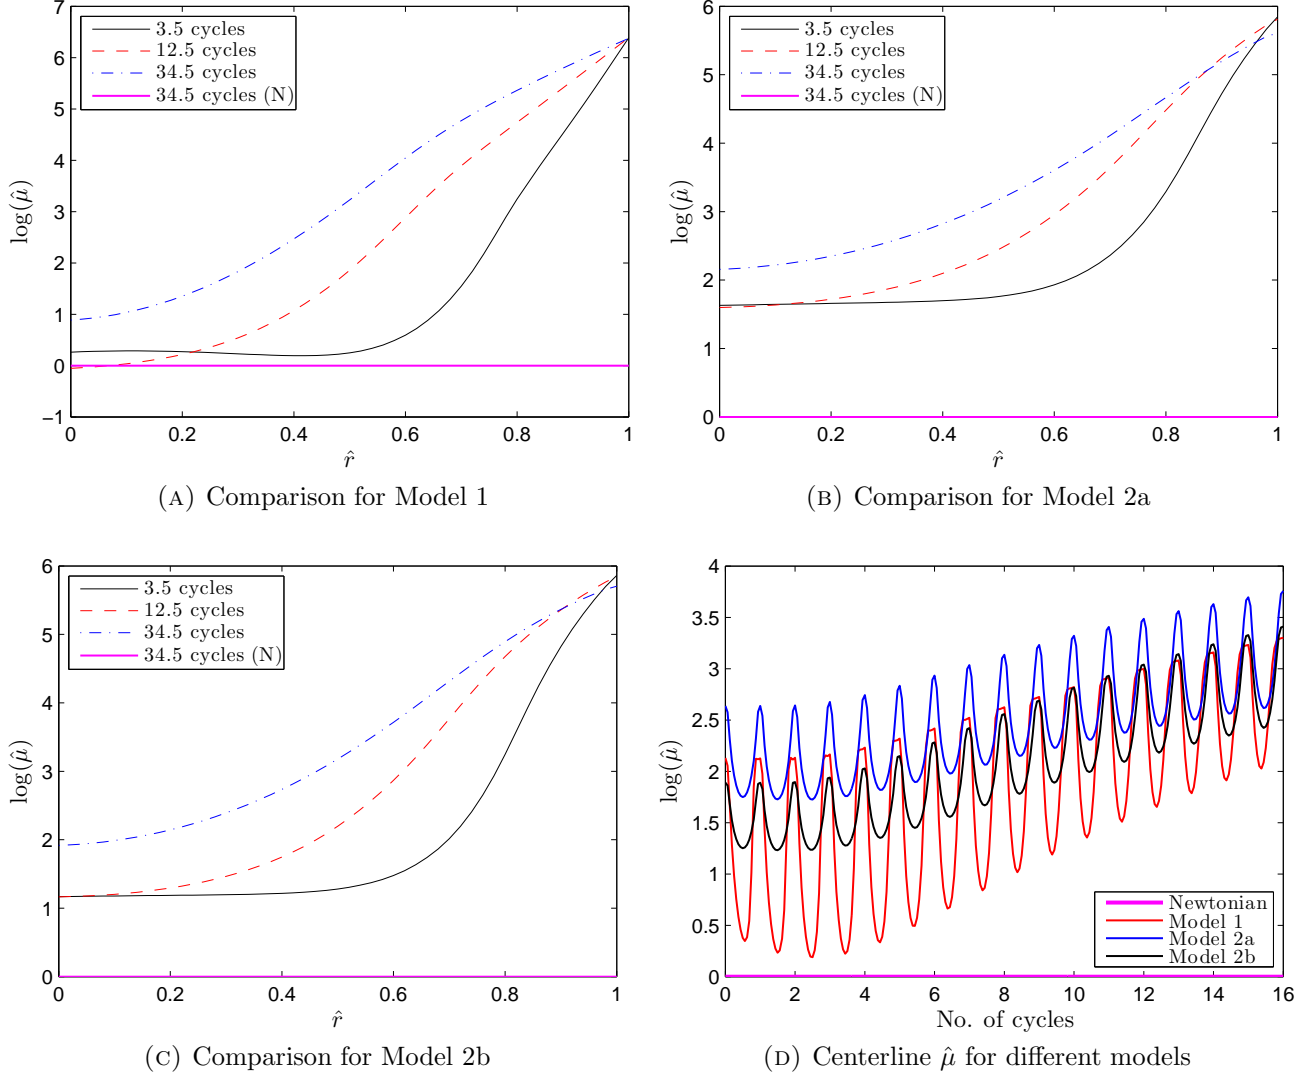 7
6
5
4
3
2
1
0
−1
log(μ̂)
3.5 cycles
12.5 cycles
34.5 cycles
34.5 cycles (N)
0 0.2 0.4 0.6 0.8 1
r̂
(A) Comparison for Model 1
6
5
4
3
2
1
0
log(μ̂)
3.5 cycles
12.5 cycles
34.5 cycles
34.5 cycles (N)
0 0.2 0.4 0.6 0.8 1
r̂
(B) Comparison for Model 2a
6
5
4
3
2
1
0
log(μ̂)
3.5 cycles
12.5 cycles
34.5 cycles
34.5 cycles (N)
0 0.2 0.4 0.6 0.8 1
r̂
(C) Comparison for Model 2b
4
3.5
3
2.5
2
1.5
1
0.5
0
log(μ̂)
Newtonian
Model 1
Model 2a
Model 2b
0 2 4 6 8 10 12 14 16
No. of cycles
(D) Centerline μ̂ for different models